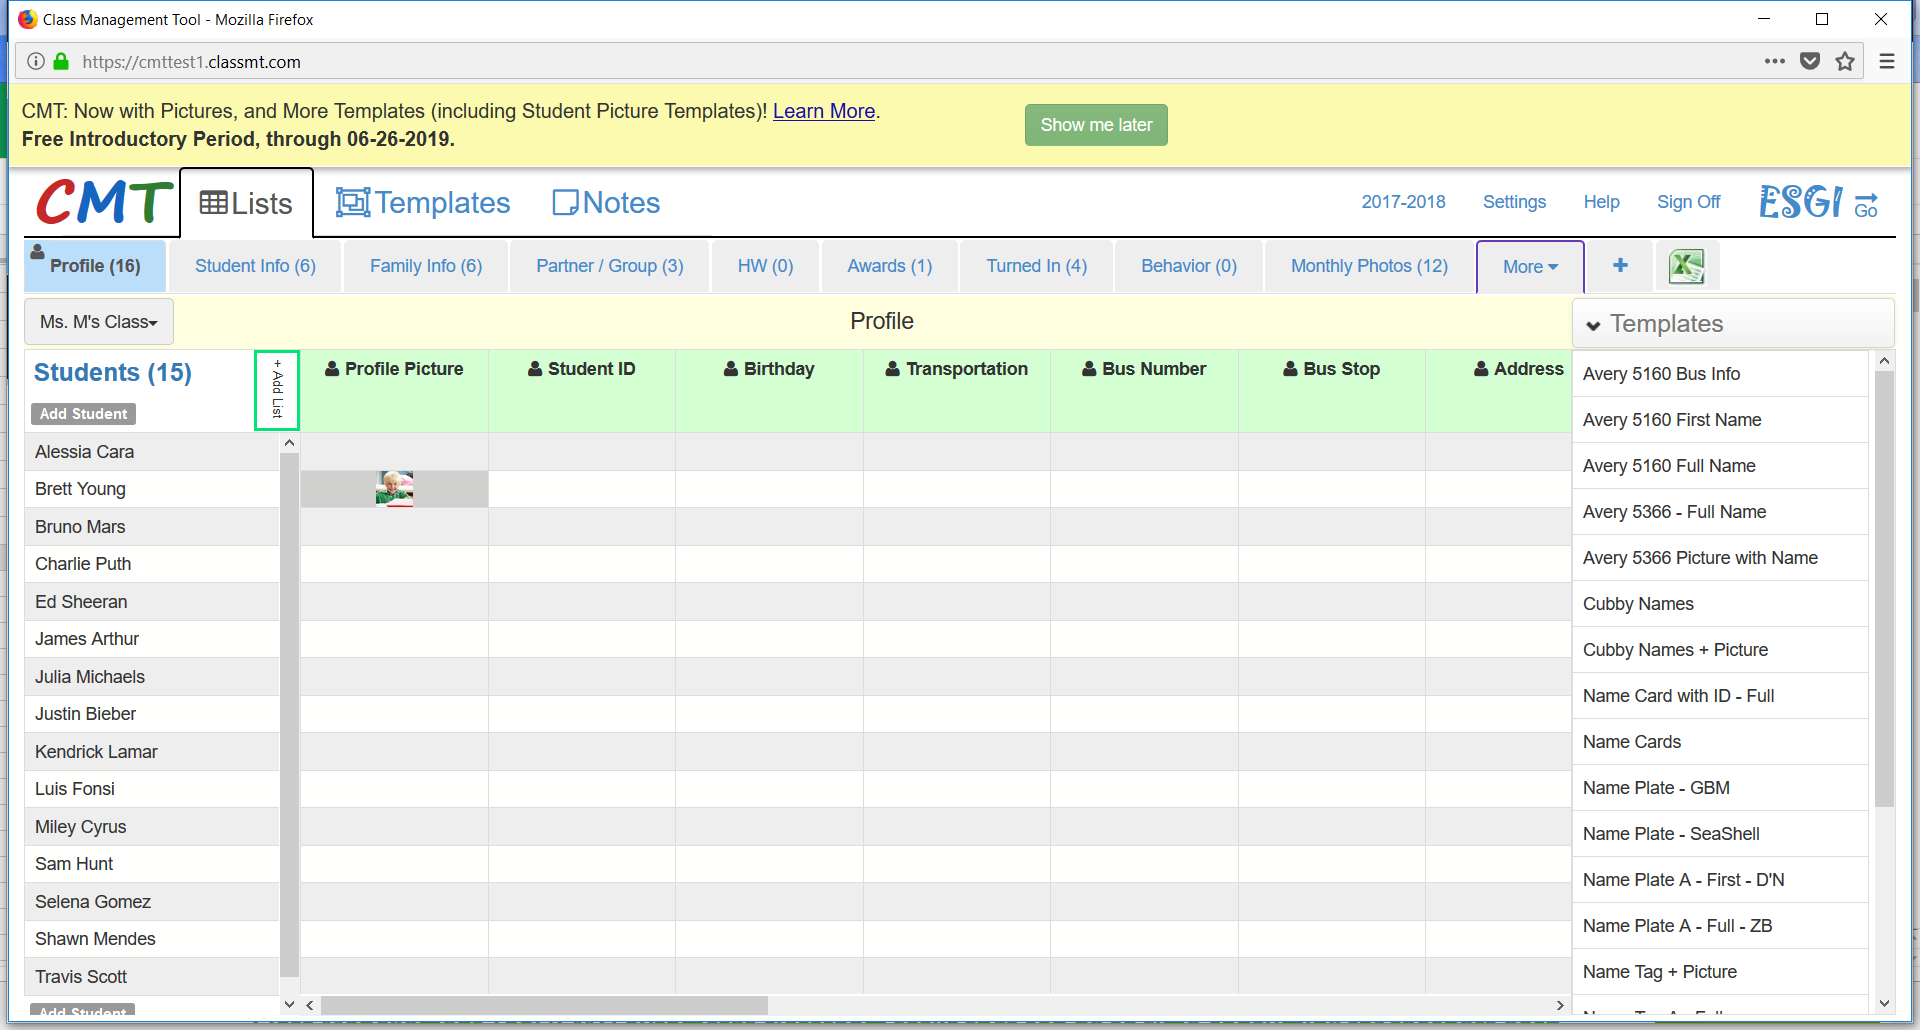 Class Management Tool - Mozilla Firefox
https://cmttest1.classmt.com
CMT: Now with Pictures, and More Templates (including Student Picture Templates)! Learn More.
Free Introductory Period, through 06-26-2019.
Show me later
CMT
Lists
Templates
Notes
2017-2018
Settings
Help
Sign Off
ESGI
Go
Profile (16)
Student Info (6)
Family Info (6)
Partner / Group (3)
HW (0)
Awards (1)
Turned In (4)
Behavior (0)
Monthly Photos (12)
More
+
Ms. M's Class
Profile
Templates
Students (15)
Add Student
+ Add List
Profile Picture
Student ID
Birthday
Transportation
Bus Number
Bus Stop
Address
Alessia Cara
Brett Young
Bruno Mars
Charlie Puth
Ed Sheeran
James Arthur
Julia Michaels
Justin Bieber
Kendrick Lamar
Luis Fonsi
Miley Cyrus
Sam Hunt
Selena Gomez
Shawn Mendes
Travis Scott
Add Student
Avery 5160 Bus Info
Avery 5160 First Name
Avery 5160 Full Name
Avery 5366 - Full Name
Avery 5366 Picture with Name
Cubby Names
Cubby Names + Picture
Name Card with ID - Full
Name Cards
Name Plate - GBM
Name Plate - SeaShell
Name Plate A - First - D'N
Name Plate A - Full - ZB
Name Tag + Picture